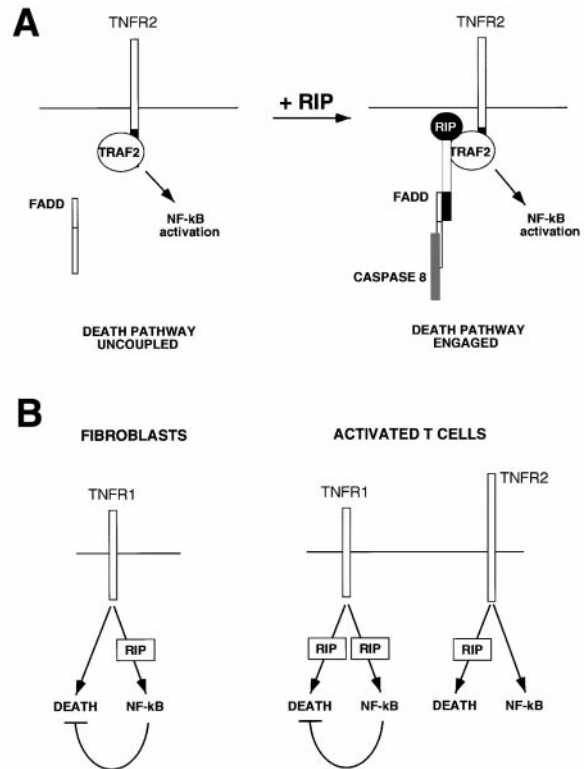 A
TNFR2
TRAF2
FADD
NF-kB
activation
DEATH PATHWAY
UNCOUPLED
+ RIP
TNFR2
RIP
TRAF2
FADD
NF-kB
activation
CASPASE 8
DEATH PATHWAY
ENGAGED
B
FIBROBLASTS
TNFR1
RIP
DEATH
NF-kB
ACTIVATED T CELLS
TNFR1
TNFR2
RIP
RIP
RIP
DEATH
NF-kB
DEATH
NF-kB